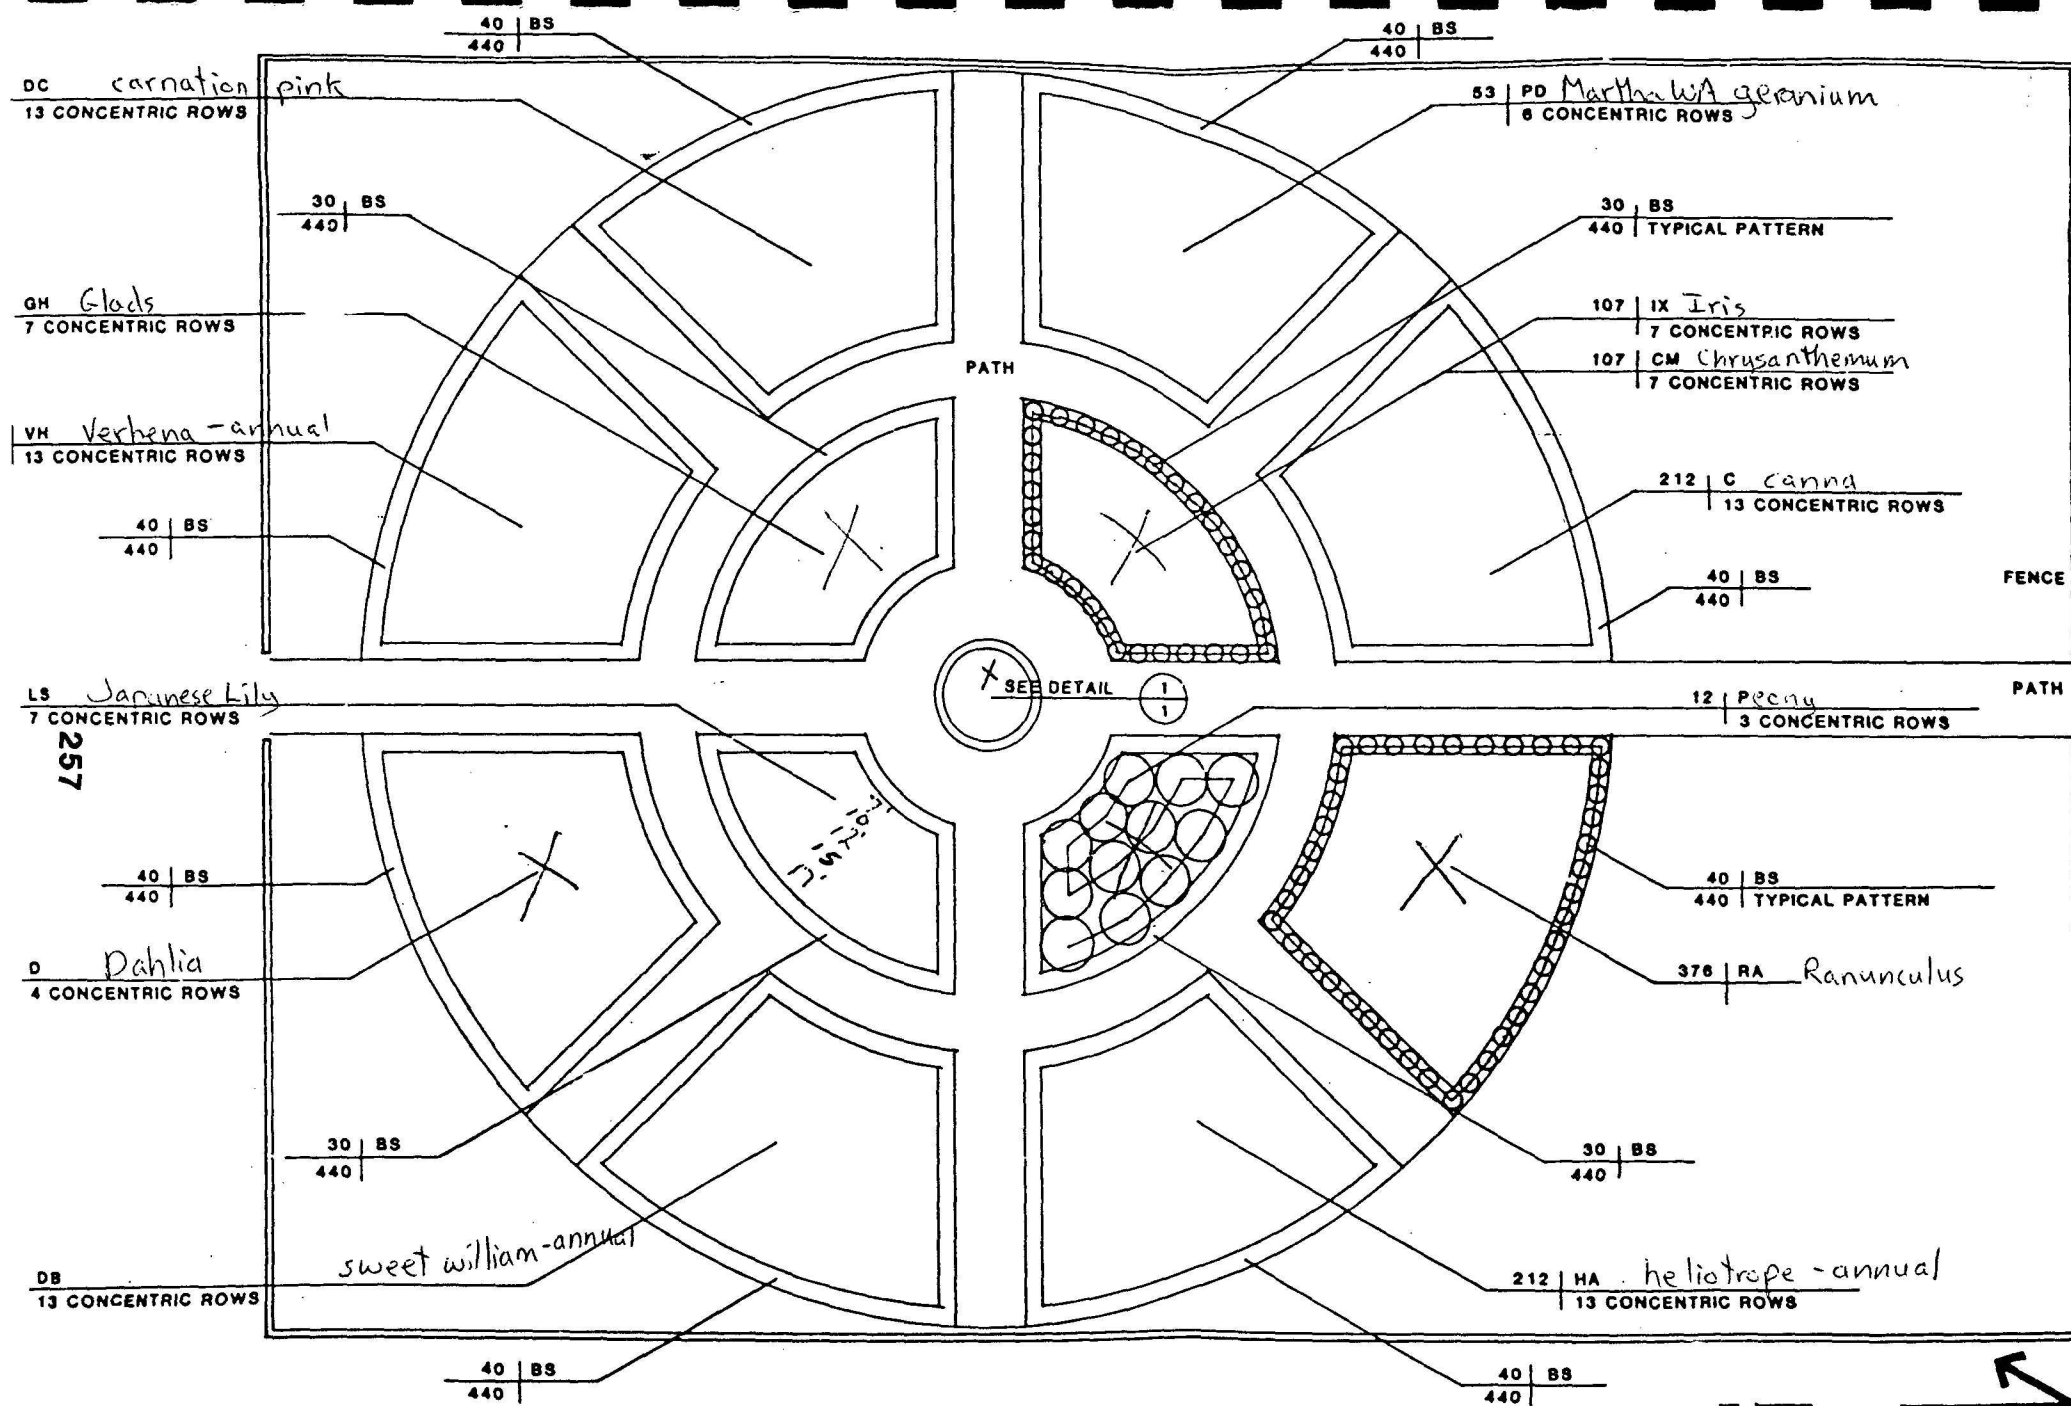 40 | BS
440
40 | BS
440
DC carnation pink
13 CONCENTRIC ROWS
53 | PD Martha WA geranium
6 CONCENTRIC ROWS
30 | BS
440
30 | BS
440 | TYPICAL PATTERN
GH Glads
7 CONCENTRIC ROWS
107 | IX Iris
7 CONCENTRIC ROWS
107 | CM Chrysanthemum
7 CONCENTRIC ROWS
PATH
VH Verbena - annual
13 CONCENTRIC ROWS
212 | C canna
13 CONCENTRIC ROWS
40 | BS
440
40 | BS
440
FENCE
LS Japanese Lily
7 CONCENTRIC ROWS
SEE DETAIL
1
1
PATH
12 | Peony
3 CONCENTRIC ROWS
257
7'
10'
12'
15'
17'
40 | BS
440
40 | BS
440 | TYPICAL PATTERN
D Dahlia
4 CONCENTRIC ROWS
376 | RA Ranunculus
30 | BS
440
30 | BS
440
DB sweet william - annual
13 CONCENTRIC ROWS
212 | HA heliotrope - annual
13 CONCENTRIC ROWS
40 | BS
440
40 | BS
440